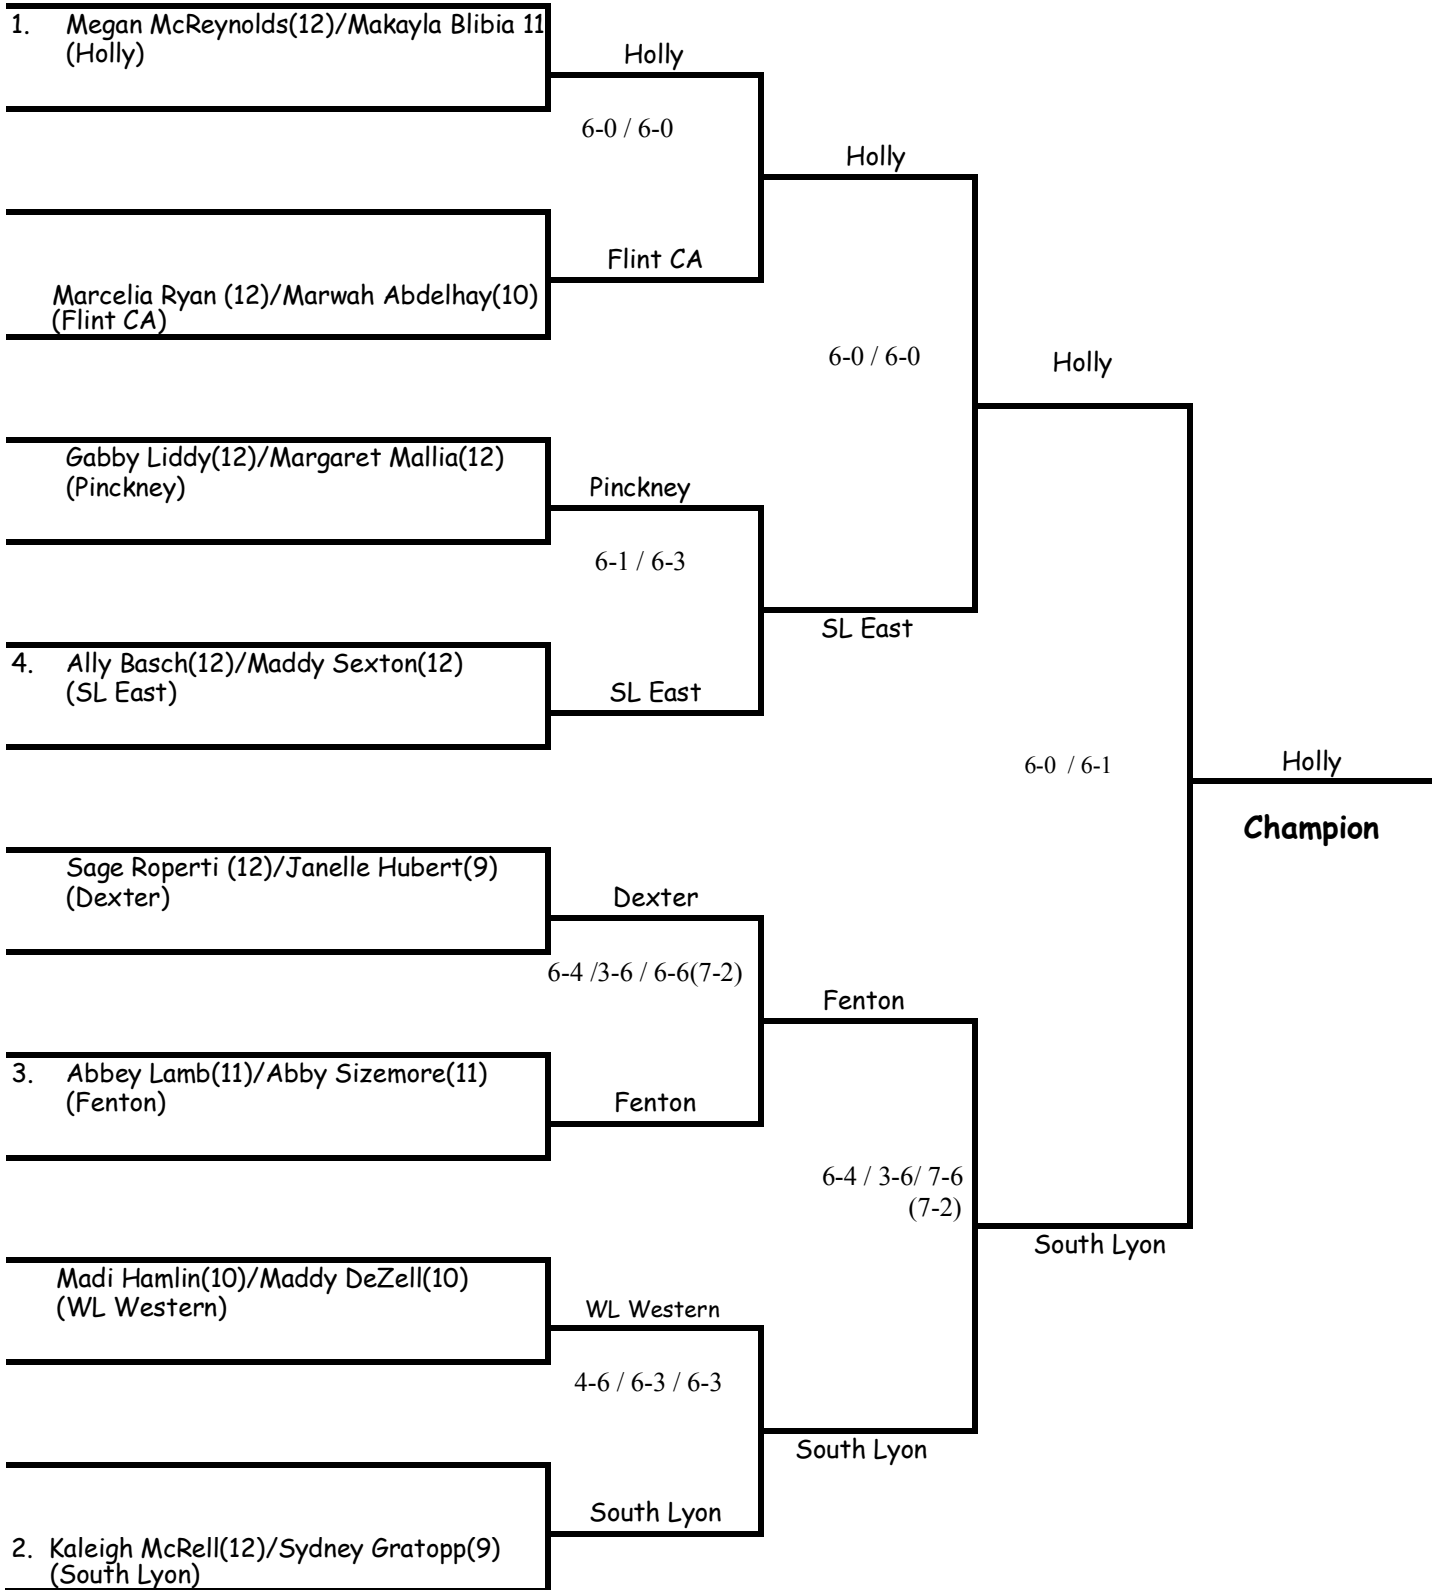 1. Megan McReynolds(12)/Makayla Blibia 11
(Holly)
Holly
6-0 / 6-0
Holly
Flint CA
Marcelia Ryan (12)/Marwah Abdelhay(10)
(Flint CA)
6-0 / 6-0
Holly
Gabby Liddy(12)/Margaret Mallia(12)
(Pinckney)
Pinckney
6-1 / 6-3
SL East
4. Ally Basch(12)/Maddy Sexton(12)
(SL East)
SL East
6-0 / 6-1
Holly
Champion
Sage Roperti (12)/Janelle Hubert(9)
(Dexter)
Dexter
6-4 /3-6 / 6-6(7-2)
Fenton
3. Abbey Lamb(11)/Abby Sizemore(11)
(Fenton)
Fenton
6-4 / 3-6/ 7-6
(7-2)
South Lyon
Madi Hamlin(10)/Maddy DeZell(10)
(WL Western)
WL Western
4-6 / 6-3 / 6-3
South Lyon
South Lyon
2. Kaleigh McRell(12)/Sydney Gratopp(9)
(South Lyon)